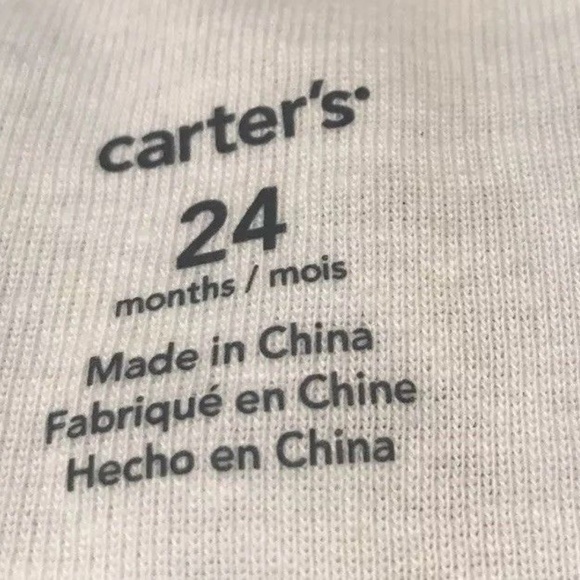 carter's
24
months / mois
Made in China
Fabriqué en Chine
Hecho en China